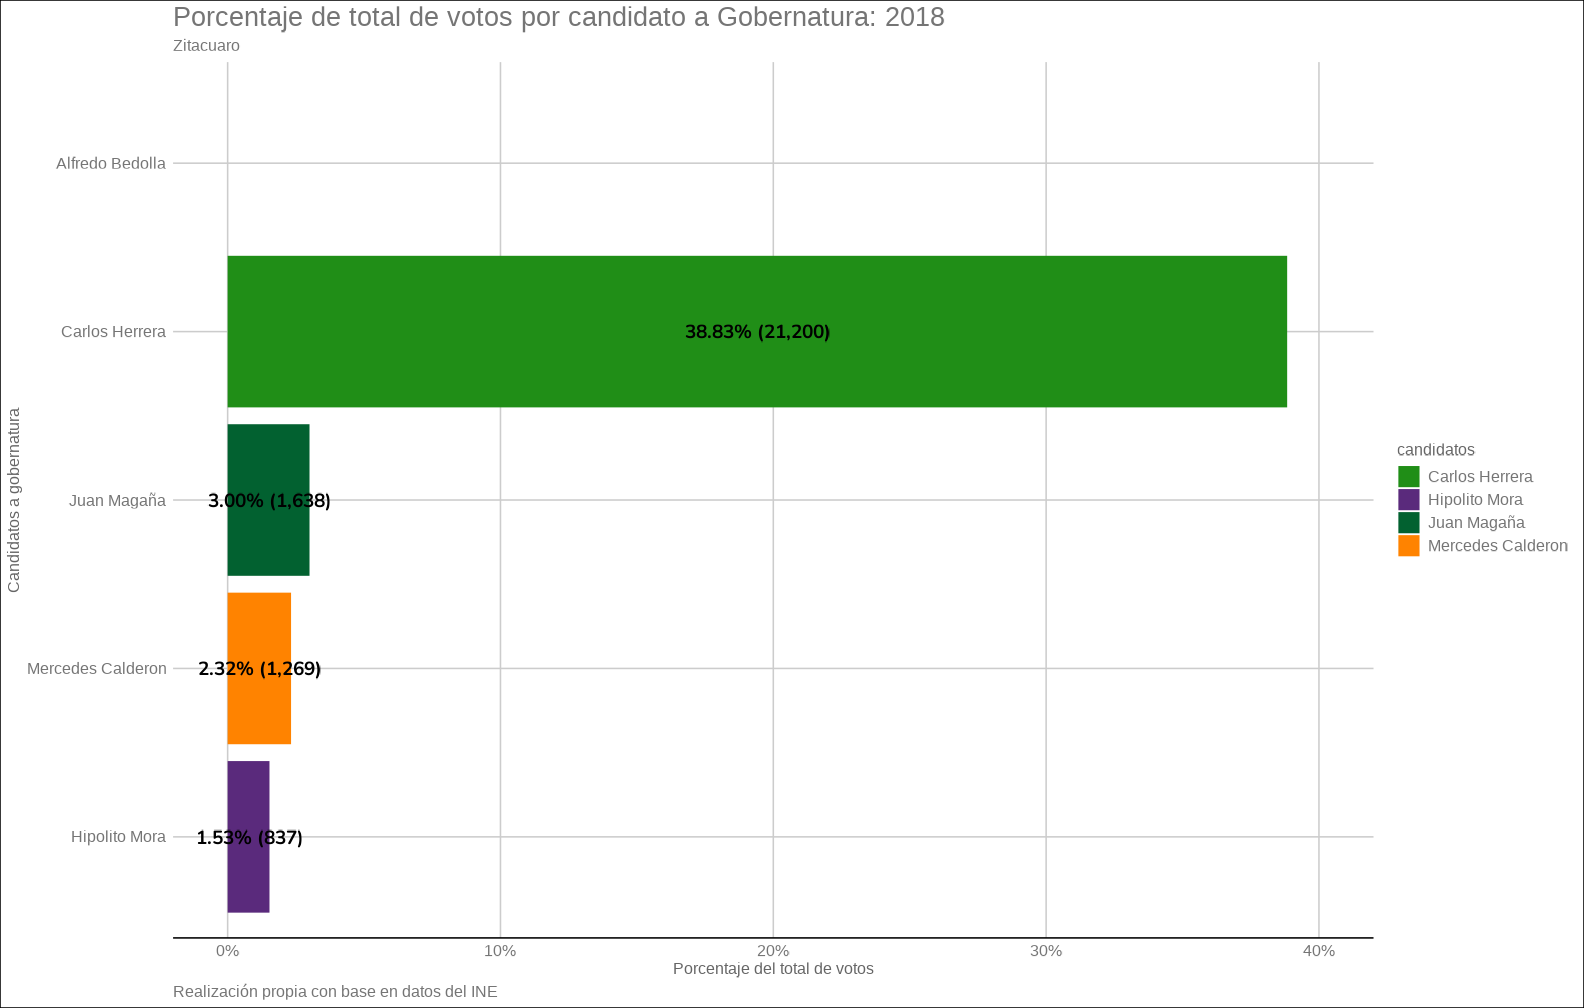 Porcentaje de total de votos por candidato a Gobernatura: 2018
Zitacuaro
Candidatos a gobernatura
Alfredo Bedolla
Carlos Herrera
38.83% (21,200)
Juan Magaña
3.00% (1,638)
Mercedes Calderon
2.32% (1,269)
Hipolito Mora
1.53% (837)
0% 10% 20% 30% 40%
Porcentaje del total de votos
Realización propia con base en datos del INE
candidatos
Carlos Herrera
Hipolito Mora
Juan Magaña
Mercedes Calderon